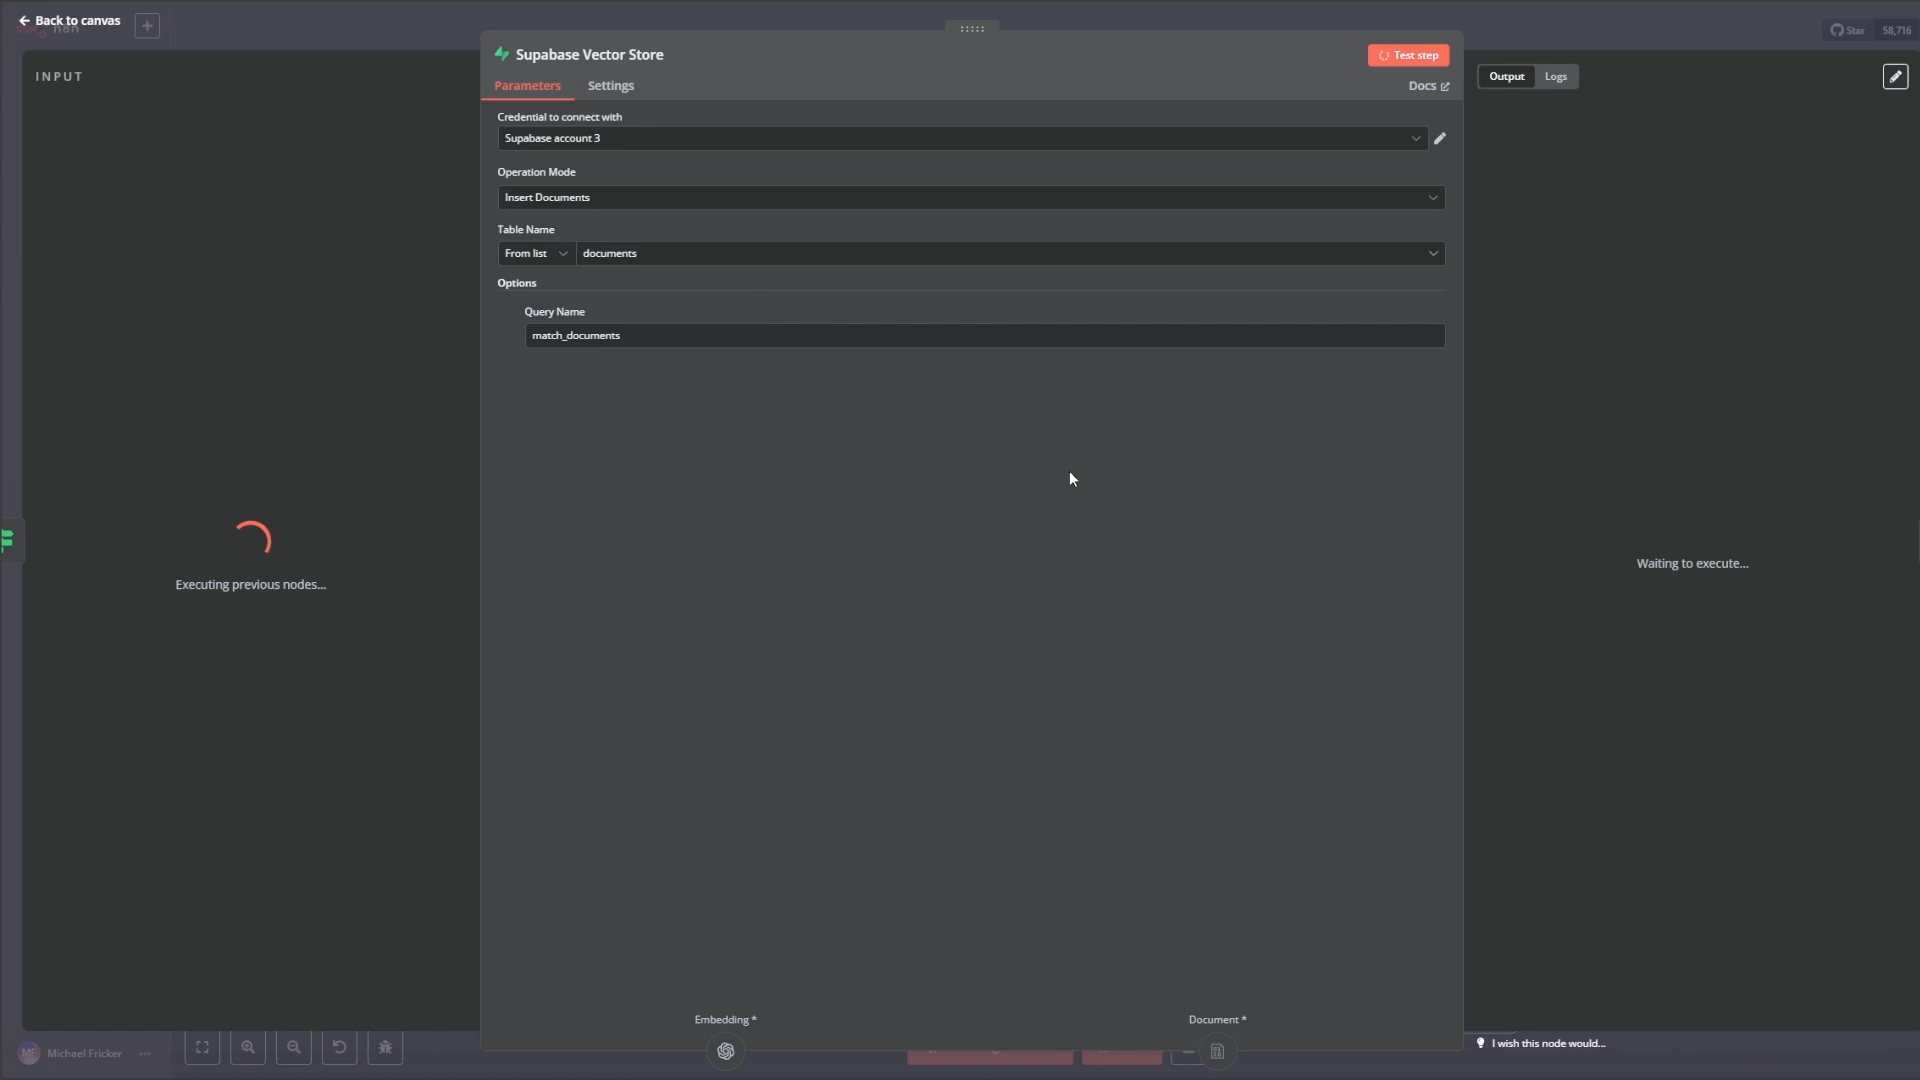 Back to canvas
n8n
+
Star 58,716
INPUT
Supabase Vector Store
Test step
Parameters
Settings
Docs
Output
Logs
Credential to connect with
Supabase account 3
Operation Mode
Insert Documents
Table Name
From list
documents
Options
Query Name
match_documents
Executing previous nodes...
Waiting to execute...
Embedding *
Document *
MF
Michael Fricker
I wish this node would...